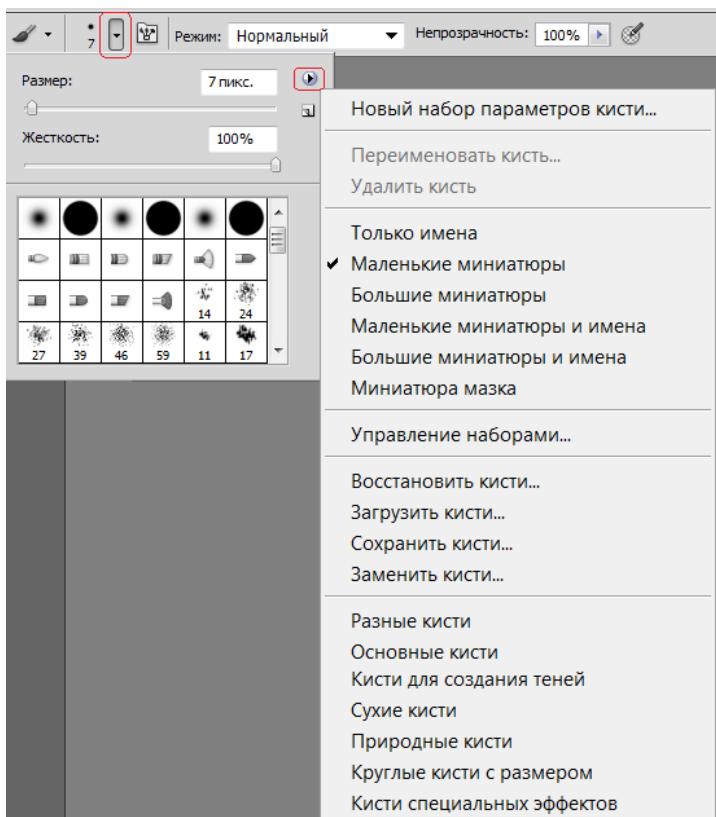 7 Режим: Нормальный Непрозрачность: 100%
Размер: 7 пикс.
Жесткость: 100%
14 24
27 39 46 59 11 17
Новый набор параметров кисти...
Переименовать кисть...
Удалить кисть
Только имена
Маленькие миниатюры
Большие миниатюры
Маленькие миниатюры и имена
Большие миниатюры и имена
Миниатюра мазка
Управление наборами...
Восстановить кисти...
Загрузить кисти...
Сохранить кисти...
Заменить кисти...
Разные кисти
Основные кисти
Кисти для создания теней
Сухие кисти
Природные кисти
Круглые кисти с размером
Кисти специальных эффектов